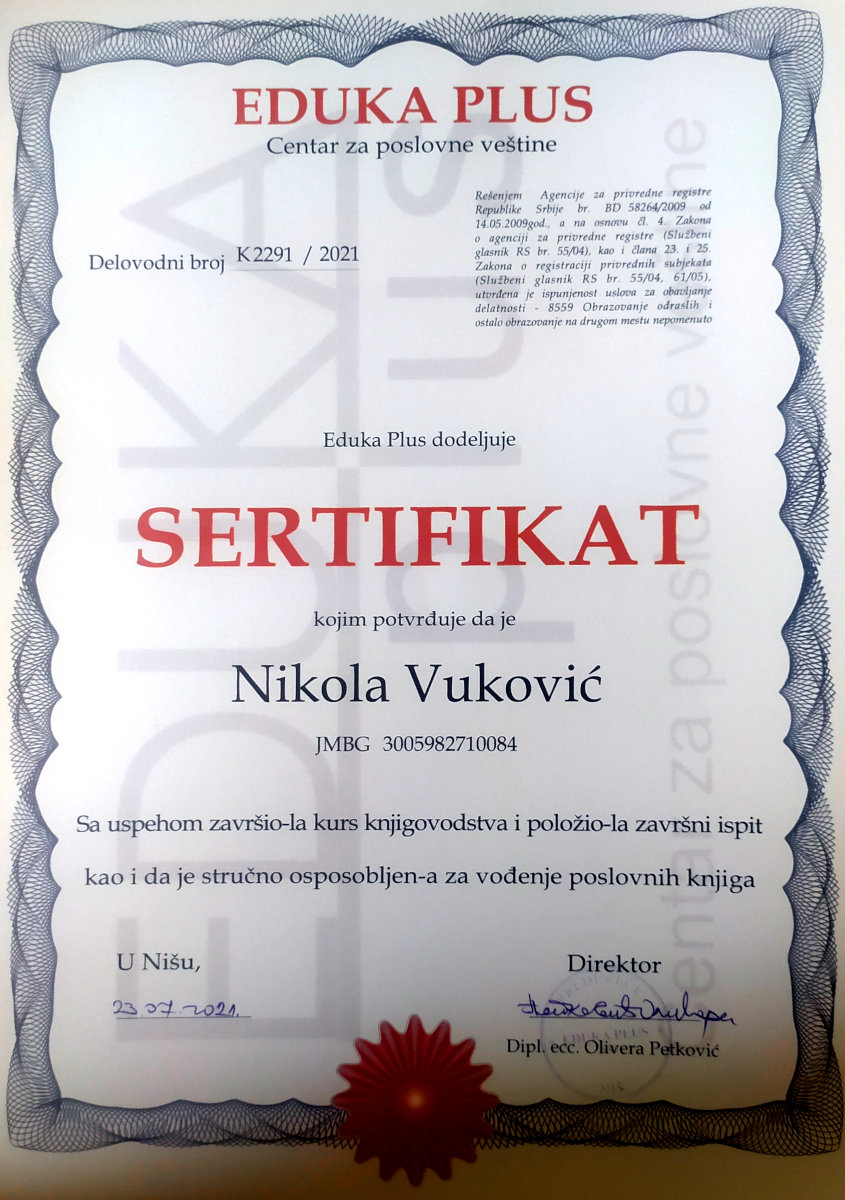 EDUKA PLUS
Centar za poslovne veštine
Rešenjem Agencije za privredne registre
Republike Srbije br. BD 58264/2009 od
14.05.2009god., a na osnovu čl. 4. Zakona
o agenciji za privredne registre (Službeni
glasnik RS br. 55/04), kao i člana 23. i 25.
Zakona o registraciji privrednih subjekata
(Službeni glasnik RS br. 55/04, 61/05),
utvrđena je ispunjenost uslova za obavljanje
delatnosti - 8559 Obrazovanje odraslih i
ostalo obrazovanje na drugom mestu nepomenuto
Delovodni broj K2291 / 2021
Eduka Plus dodeljuje
SERTIFIKAT
kojim potvrđuje da je
Nikola Vuković
JMBG 3005982710084
Sa uspehom završio-la kurs knjigovodstva i položio-la završni ispit
kao i da je stručno osposobljen-a za vođenje poslovnih knjiga
U Nišu,
23.07.2021.
Direktor
Dipl. ecc. Olivera Petković
EDUKA PLUS
EDUKA
plus
centar za poslovne veštine